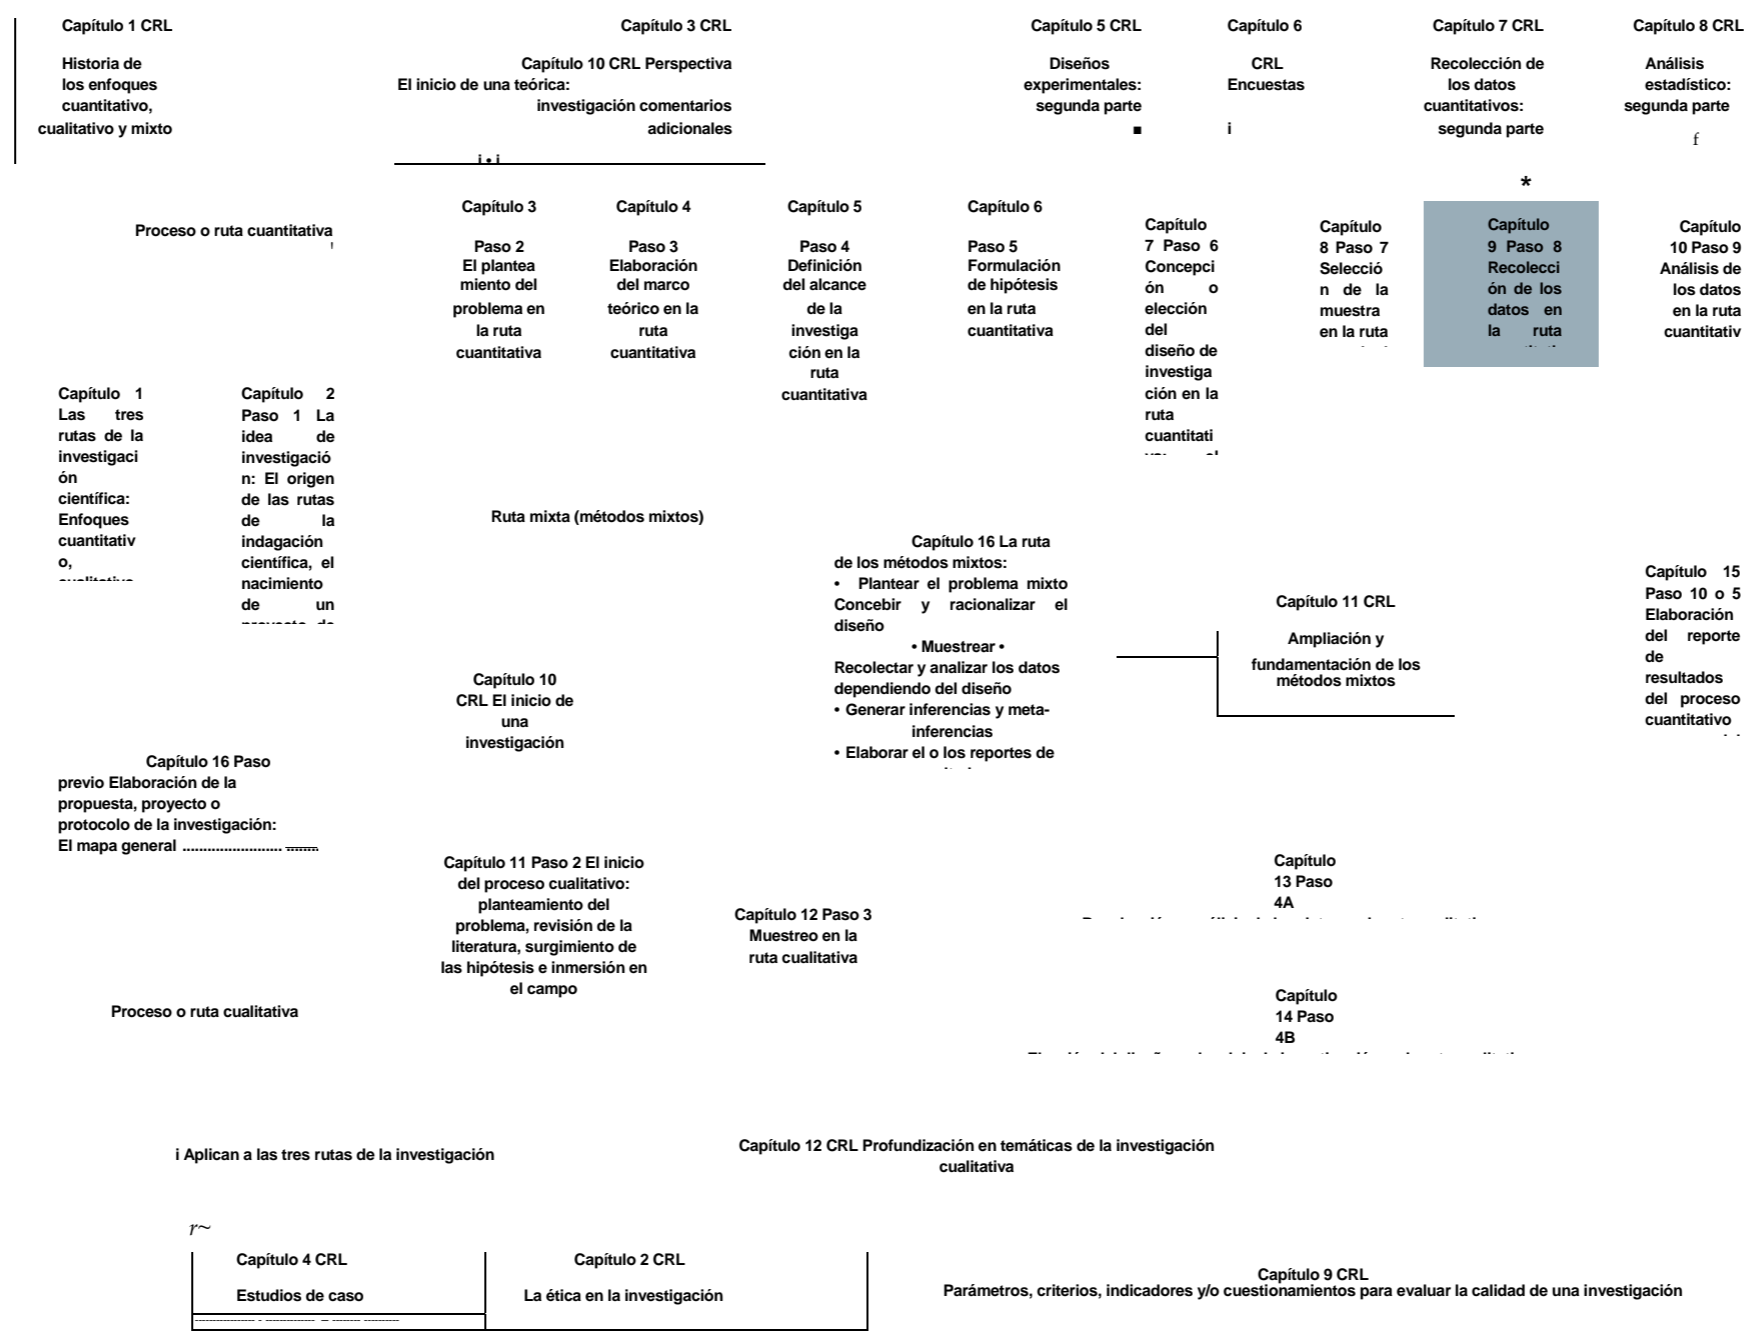 Capítulo 1 CRL
Historia de
los enfoques
cuantitativo,
cualitativo y mixto
Capítulo 3 CRL
Capítulo 10 CRL Perspectiva
El inicio de una teórica:
investigación comentarios
adicionales
i • i
Capítulo 5 CRL
Diseños
experimentales:
segunda parte
■
Capítulo 6
CRL
Encuestas
i
Capítulo 7 CRL
Recolección de
los datos
cuantitativos:
segunda parte
*
Capítulo 8 CRL
Análisis
estadístico:
segunda parte
f
Proceso o ruta cuantitativa
Capítulo 3
Paso 2
El plantea
miento del
problema en
la ruta
cuantitativa
Capítulo 4
Paso 3
Elaboración
del marco
teórico en la
ruta
cuantitativa
Capítulo 5
Paso 4
Definición
del alcance
de la
investiga
ción en la
ruta
cuantitativa
Capítulo 6
Paso 5
Formulación
de hipótesis
en la ruta
cuantitativa
Capítulo
7 Paso 6
Concepci
ón o
elección
del
diseño de
investiga
ción en la
ruta
cuantitati
Capítulo
8 Paso 7
Selecció
n de la
muestra
en la ruta
Capítulo
9 Paso 8
Recolecci
ón de los
datos en
la ruta
Capítulo
10 Paso 9
Análisis de
los datos
en la ruta
cuantitativ
Capítulo 1
Las tres
rutas de la
investigaci
ón
científica:
Enfoques
cuantitativ
o,
Capítulo 2
Paso 1 La
idea de
investigació
n: El origen
de las rutas
de la
indagación
científica, el
nacimiento
de un
Ruta mixta (métodos mixtos)
Capítulo 16 La ruta
de los métodos mixtos:
• Plantear el problema mixto
Concebir y racionalizar el
diseño
• Muestrear •
Recolectar y analizar los datos
dependiendo del diseño
• Generar inferencias y meta-
inferencias
• Elaborar el o los reportes de
Capítulo 11 CRL
Ampliación y
fundamentación de los
métodos mixtos
Capítulo 15
Paso 10 o 5
Elaboración
del reporte
de
resultados
del proceso
cuantitativo
Capítulo 10
CRL El inicio de
una
investigación
Capítulo 16 Paso
previo Elaboración de la
propuesta, proyecto o
protocolo de la investigación:
El mapa general ........................ ........
Capítulo 11 Paso 2 El inicio
del proceso cualitativo:
planteamiento del
problema, revisión de la
literatura, surgimiento de
las hipótesis e inmersión en
el campo
Capítulo 12 Paso 3
Muestreo en la
ruta cualitativa
Capítulo
13 Paso
4A
Capítulo
14 Paso
4B
Proceso o ruta cualitativa
i Aplican a las tres rutas de la investigación
Capítulo 12 CRL Profundización en temáticas de la investigación
cualitativa
r~
Capítulo 4 CRL
Estudios de caso
Capítulo 2 CRL
La ética en la investigación
Capítulo 9 CRL
Parámetros, criterios, indicadores y/o cuestionamientos para evaluar la calidad de una investigación